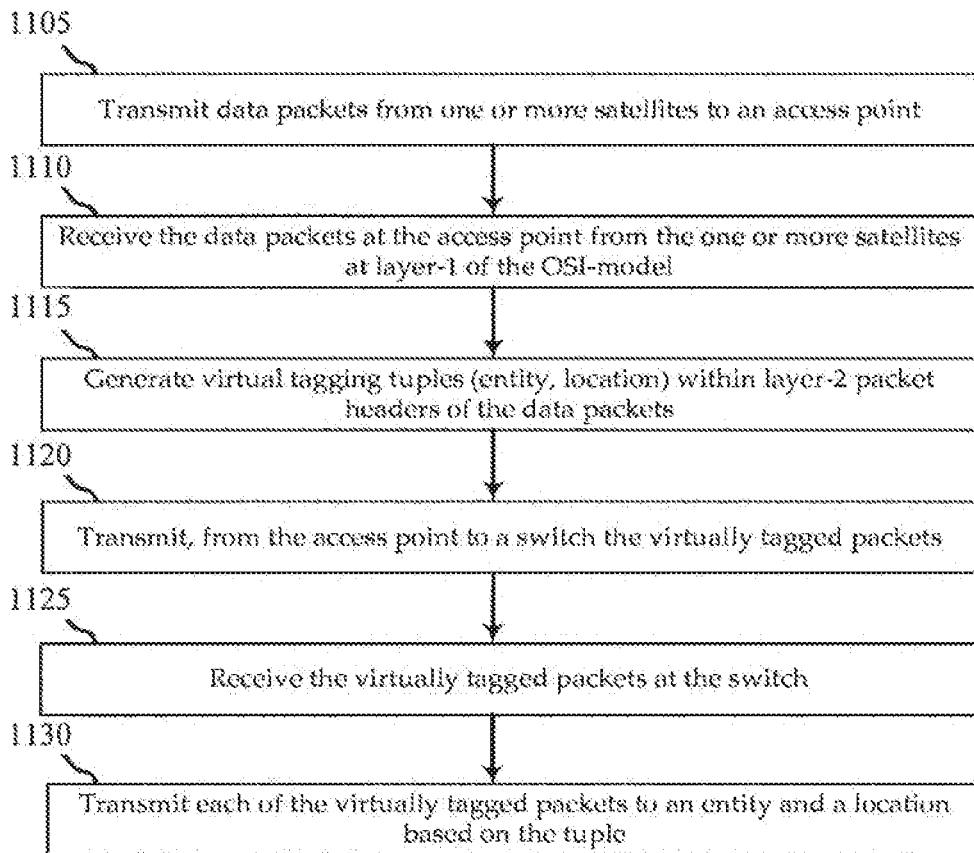 1105
Transmit data packets from one or more satellites to an access point
1110
Receive the data packets at the access point from the one or more satellites
at layer-1 of the OSI-model
1115
Generate virtual tagging tuples (entity, location) within layer-2 packet
headers of the data packets
1120
Transmit, from the access point to a switch the virtually tagged packets
1125
Receive the virtually tagged packets at the switch
1130
Transmit each of the virtually tagged packets to an entity and a location
based on the tuple